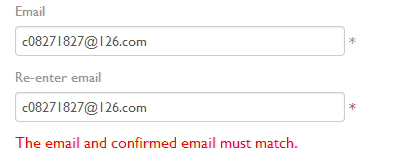 Email
c08271827@126.com *
Re-enter email
c08271827@126.com *
The email and confirmed email must match.